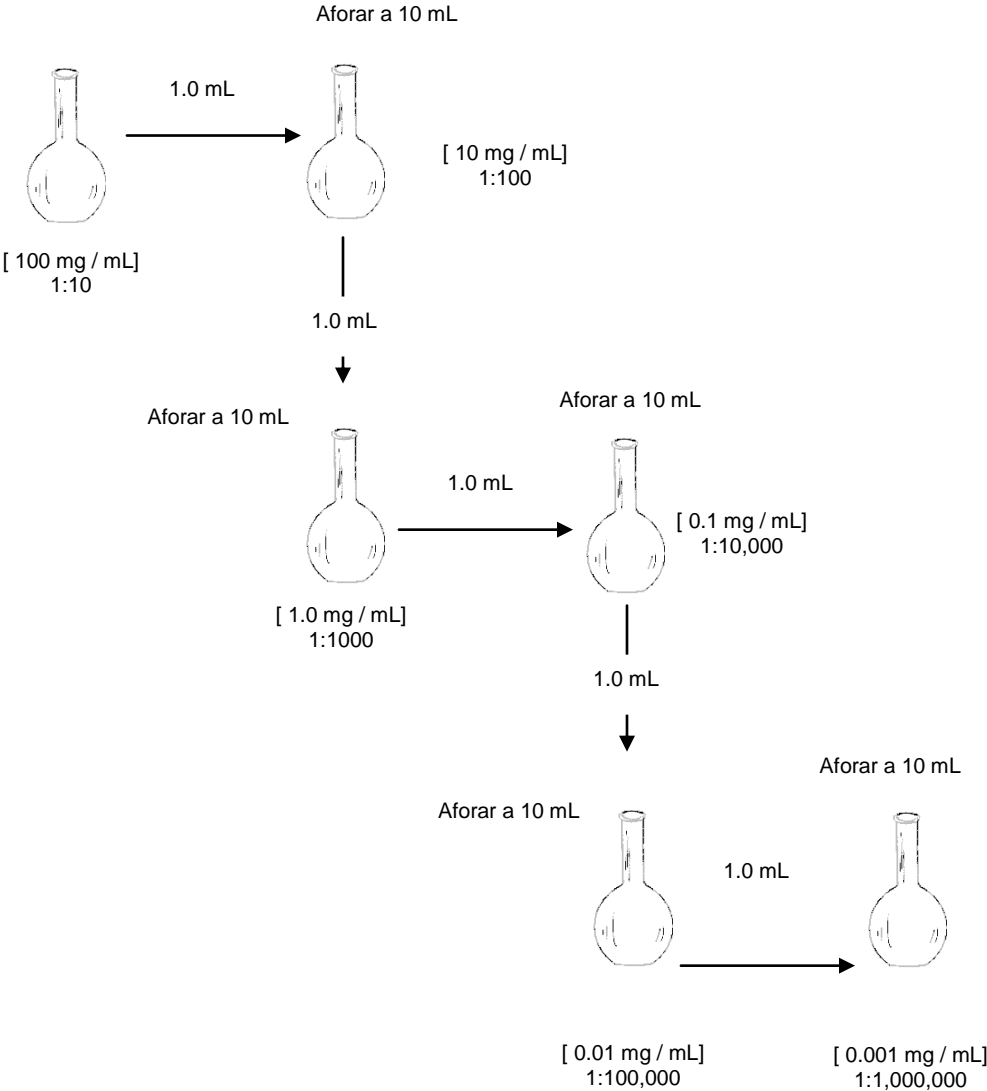 Aforar a 10 mL
1.0 mL
[ 10 mg / mL]
1:100
[ 100 mg / mL]
1:10
1.0 mL
Aforar a 10 mL
Aforar a 10 mL
1.0 mL
[ 0.1 mg / mL]
1:10,000
[ 1.0 mg / mL]
1:1000
1.0 mL
Aforar a 10 mL
Aforar a 10 mL
1.0 mL
[ 0.01 mg / mL]
1:100,000
[ 0.001 mg / mL]
1:1,000,000